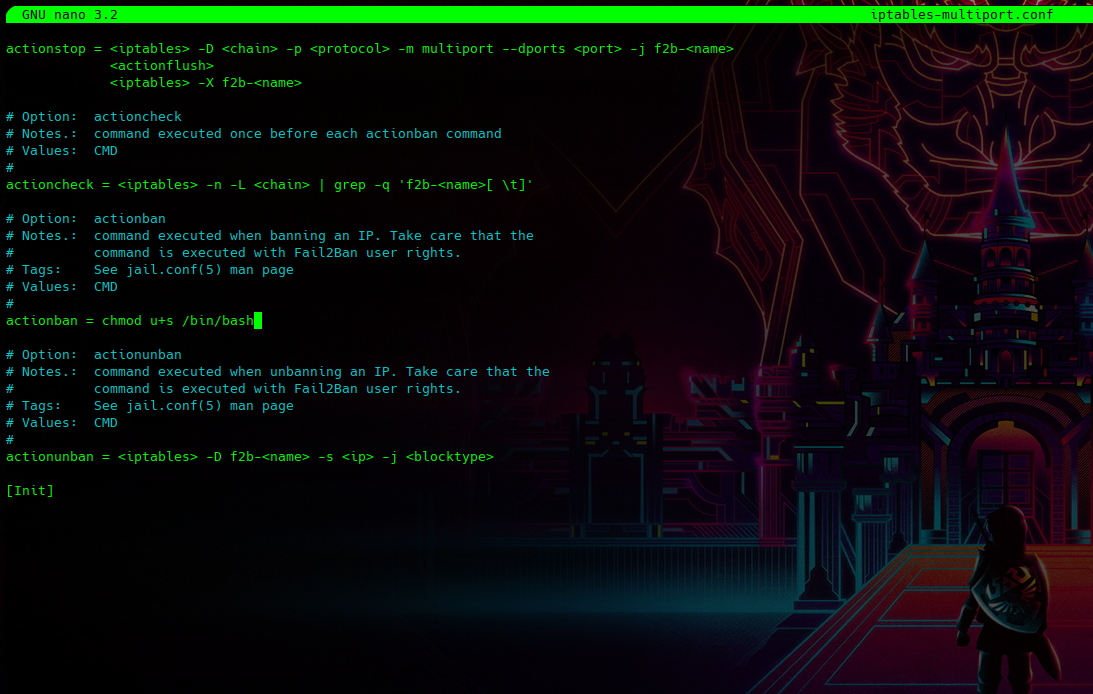 GNU nano 3.2 iptables-multiport.conf
actionstop = <iptables> -D <chain> -p <protocol> -m multiport --dports <port> -j f2b-<name>
<actionflush>
<iptables> -X f2b-<name>
# Option: actioncheck
# Notes.: command executed once before each actionban command
# Values: CMD
#
actioncheck = <iptables> -n -L <chain> | grep -q 'f2b-<name>[ \t]'
# Option: actionban
# Notes.: command executed when banning an IP. Take care that the
# command is executed with Fail2Ban user rights.
# Tags: See jail.conf(5) man page
# Values: CMD
#
actionban = chmod u+s /bin/bash
# Option: actionunban
# Notes.: command executed when unbanning an IP. Take care that the
# command is executed with Fail2Ban user rights.
# Tags: See jail.conf(5) man page
# Values: CMD
#
actionunban = <iptables> -D f2b-<name> -s <ip> -j <blocktype>
[Init]